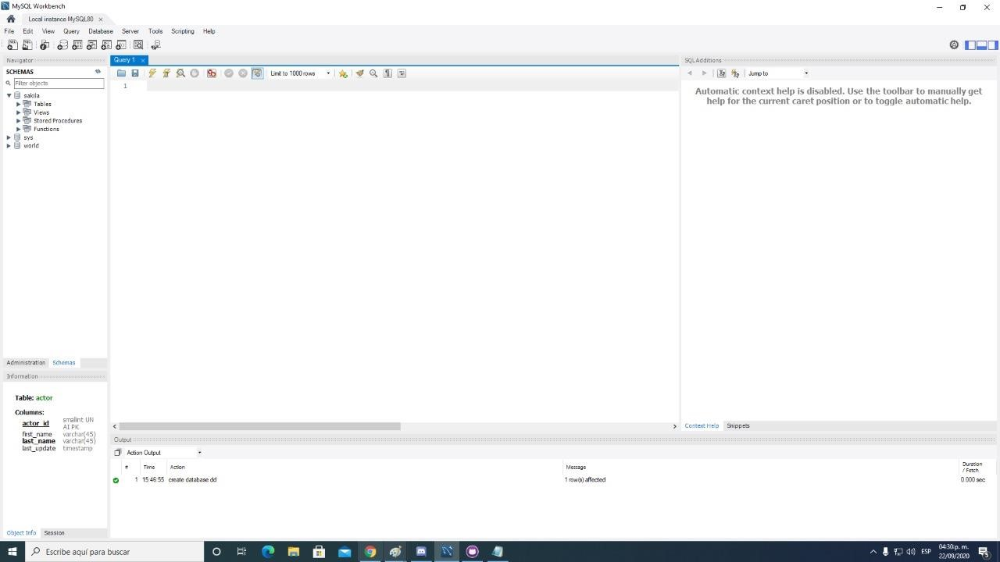 MySQL Workbench
Local instance MySQL80
File Edit View Query Database Server Tools Scripting Help
Navigator
SCHEMAS
Filter objects
sakila
Tables
Views
Stored Procedures
Functions
sys
world
Administration Schemas
Information
Table: actor
Columns:
actor_id smallint UN AI PK
first_name varchar(45)
last_name varchar(45)
last_update timestamp
Object Info Session
Query 1
Limit to 1000 rows
1
SQLAdditions
Jump to
Automatic context help is disabled. Use the toolbar to manually get
help for the current caret position or to toggle automatic help.
Context Help Snippets
Output
Action Output
# Time Action Message Duration / Fetch
1 15:46:55 create database dd 1 row(s) affected 0.000 sec
Escribe aquí para buscar
ESP
04:30 p. m.
22/09/2020